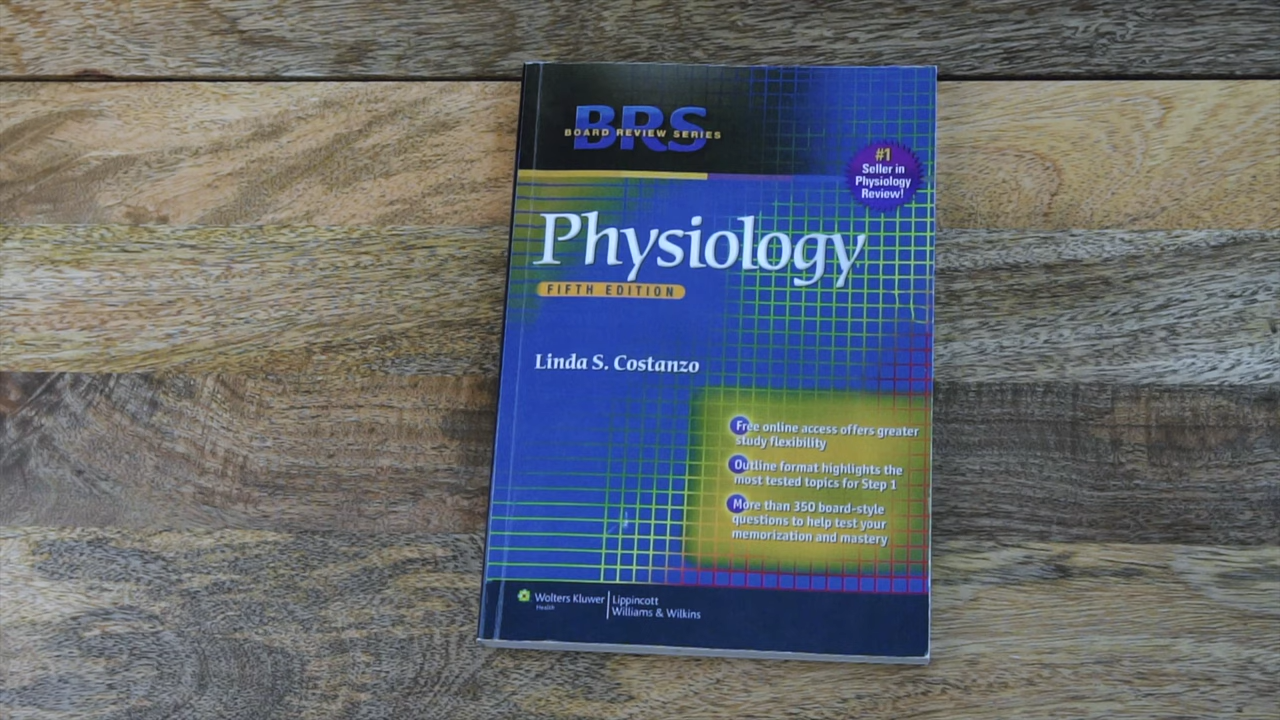 BRS
BOARD REVIEW SERIES
#1
Seller in
Physiology
Review!
Physiology
FIFTH EDITION
Linda S. Costanzo
Free online access offers greater
study flexibility
Outline format highlights the
most tested topics for Step 1
More than 350 board-style
questions to help test your
memorization and mastery
Wolters Kluwer
Health
Lippincott
Williams & Wilkins